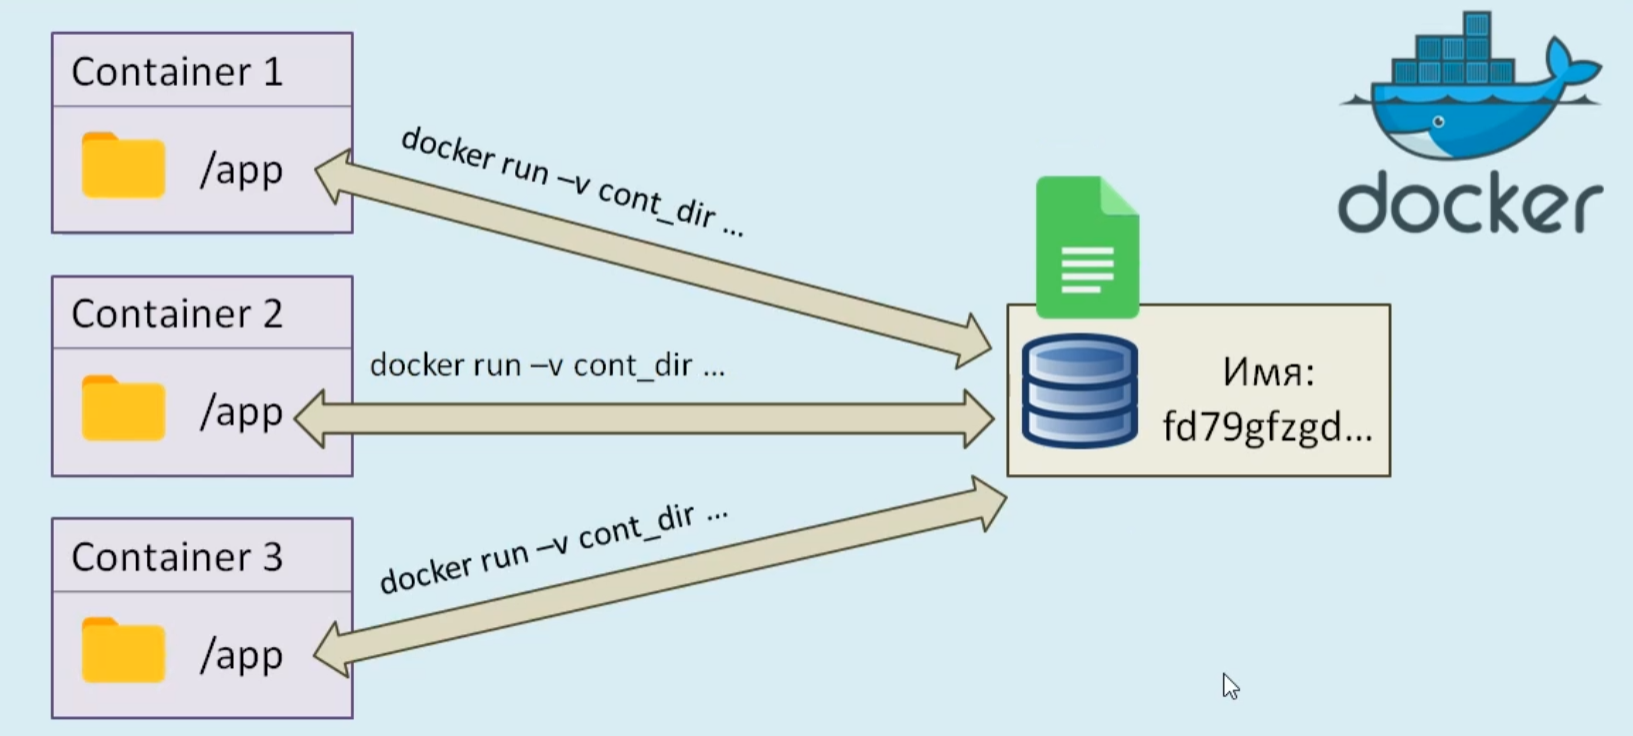 Container 1
/app
docker run –v cont_dir ...
Container 2
/app
docker run –v cont_dir ...
Container 3
/app
docker run –v cont_dir ...
Имя:
fd79gfzgd...
docker